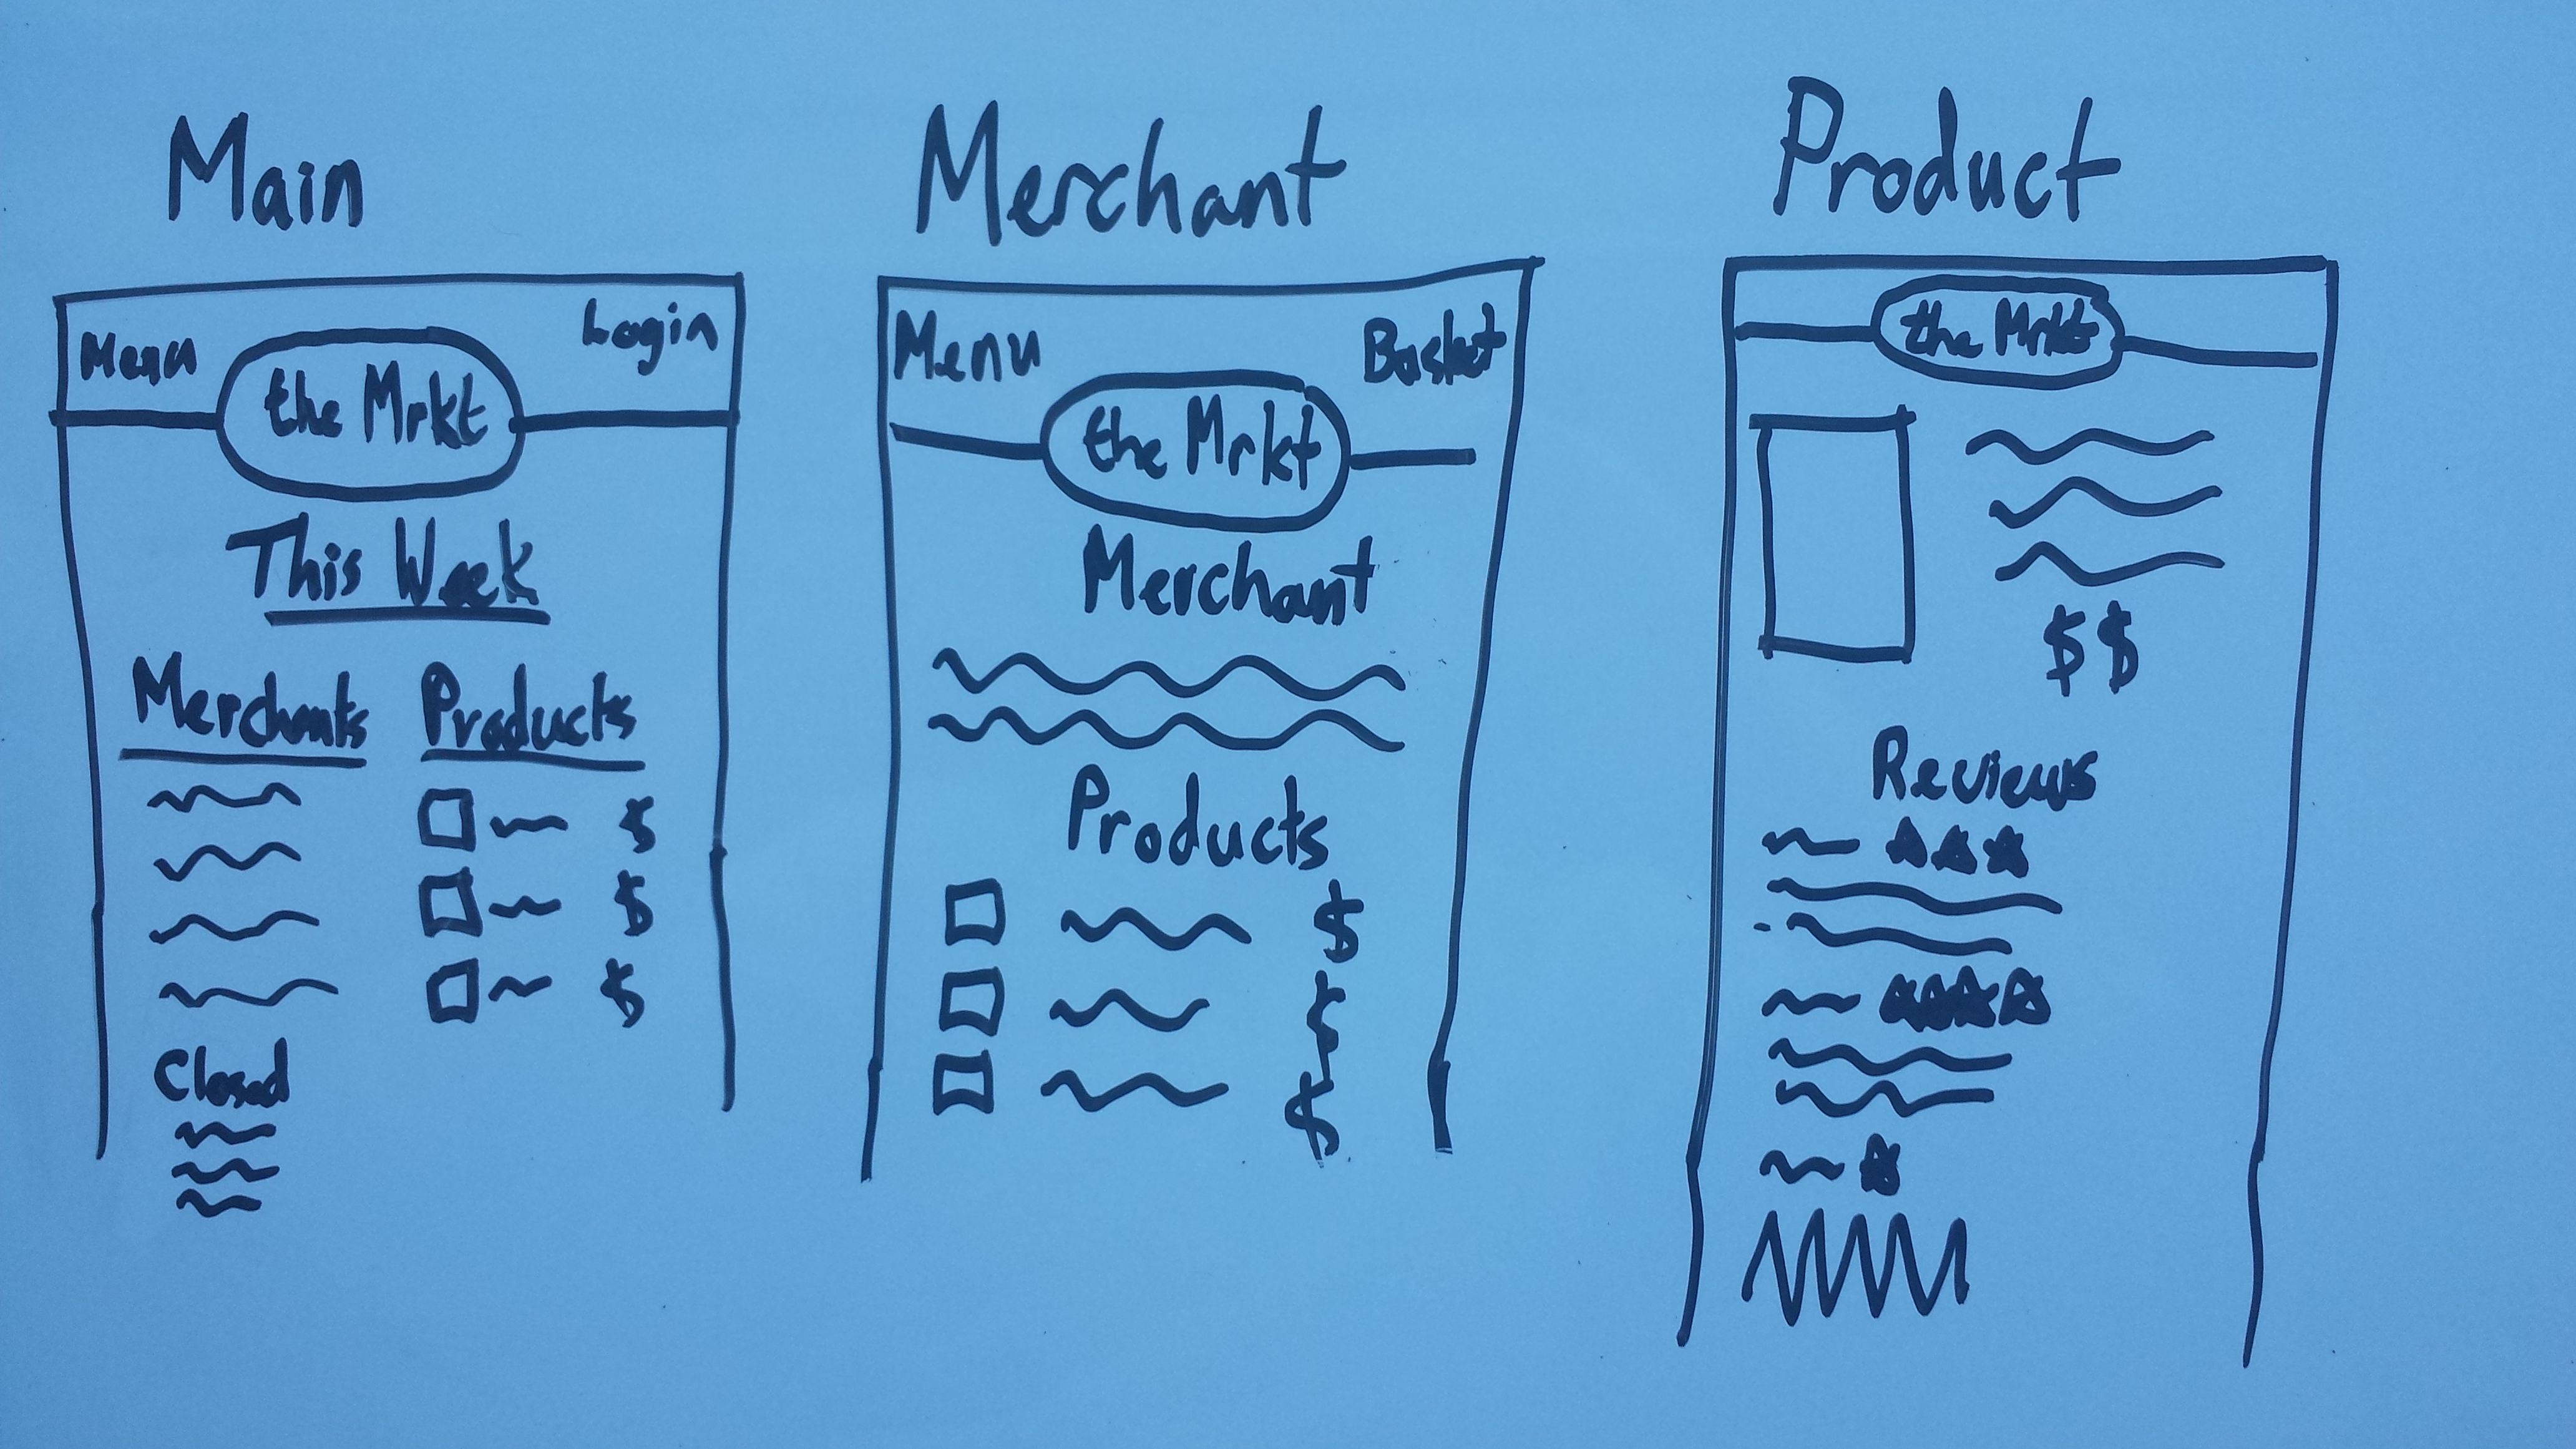 Main
Menu
Login
the Mrkt
This Week
Merchants
Products
$
$
$
Closed
Merchant
Menu
Basket
the Mrkt
Merchant
Products
$
$
$
Product
the Mrkt
$$
Reviews